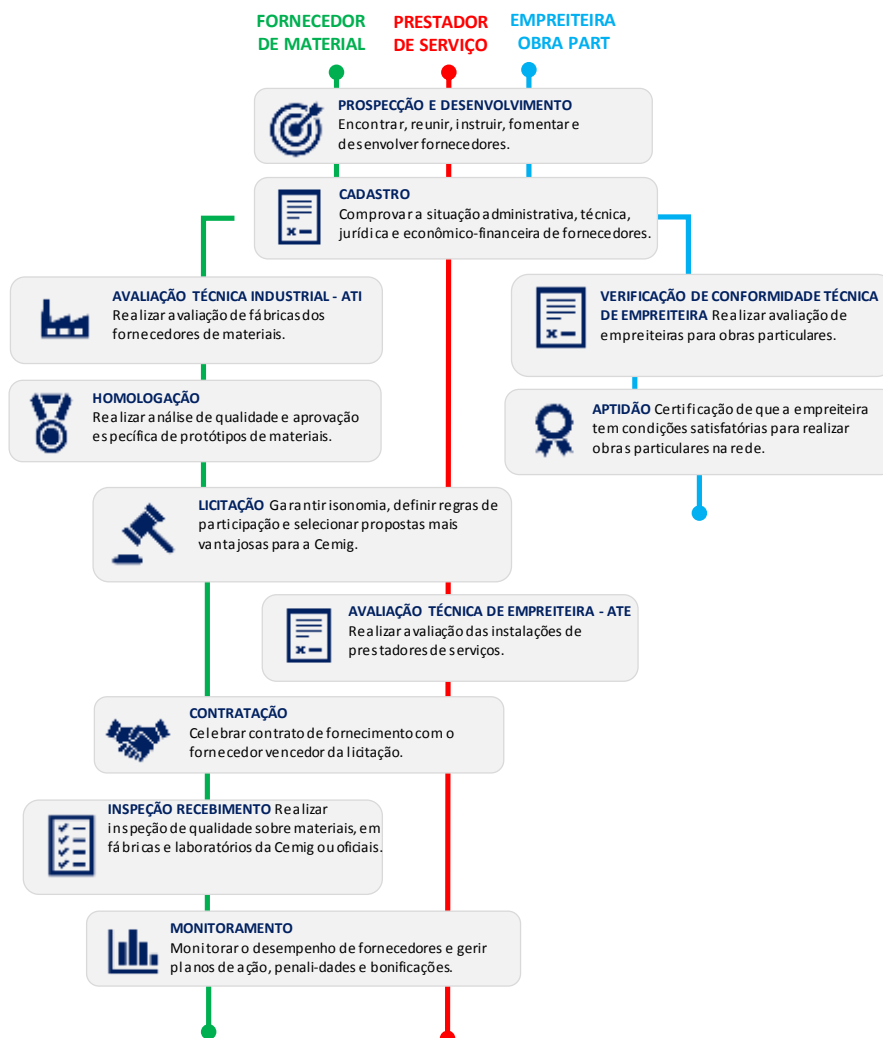 FORNECEDOR
DE MATERIAL
PRESTADOR
DE SERVIÇO
EMPREITEIRA
OBRA PART
PROSPECÇÃO E DESENVOLVIMENTO
Encontrar, reunir, instruir, fomentar e
desenvolver fornecedores.
CADASTRO
Comprovar a situação administrativa, técnica,
jurídica e econômico-financeira de fornecedores.
AVALIAÇÃO TÉCNICA INDUSTRIAL - ATI
Realizar avaliação de fábricas dos
fornecedores de materiais.
VERIFICAÇÃO DE CONFORMIDADE TÉCNICA
DE EMPREITEIRA Realizar avaliação de
empreiteiras para obras particulares.
HOMOLOGAÇÃO
Realizar análise de qualidade e aprovação
específica de protótipos de materiais.
APTIDÃO Certificação de que a empreiteira
tem condições satisfatórias para realizar
obras particulares na rede.
LICITAÇÃO Garantir isonomia, definir regras de
participação e selecionar propostas mais
vantajosas para a Cemig.
AVALIAÇÃO TÉCNICA DE EMPREITEIRA - ATE
Realizar avaliação das instalações de
prestadores de serviços.
CONTRATAÇÃO
Celebrar contrato de fornecimento com o
fornecedor vencedor da licitação.
INSPEÇÃO RECEBIMENTO Realizar
inspeção de qualidade sobre materiais, em
fábricas e laboratórios da Cemig ou oficiais.
MONITORAMENTO
Monitorar o desempenho de fornecedores e gerir
planos de ação, penali-dades e bonificações.